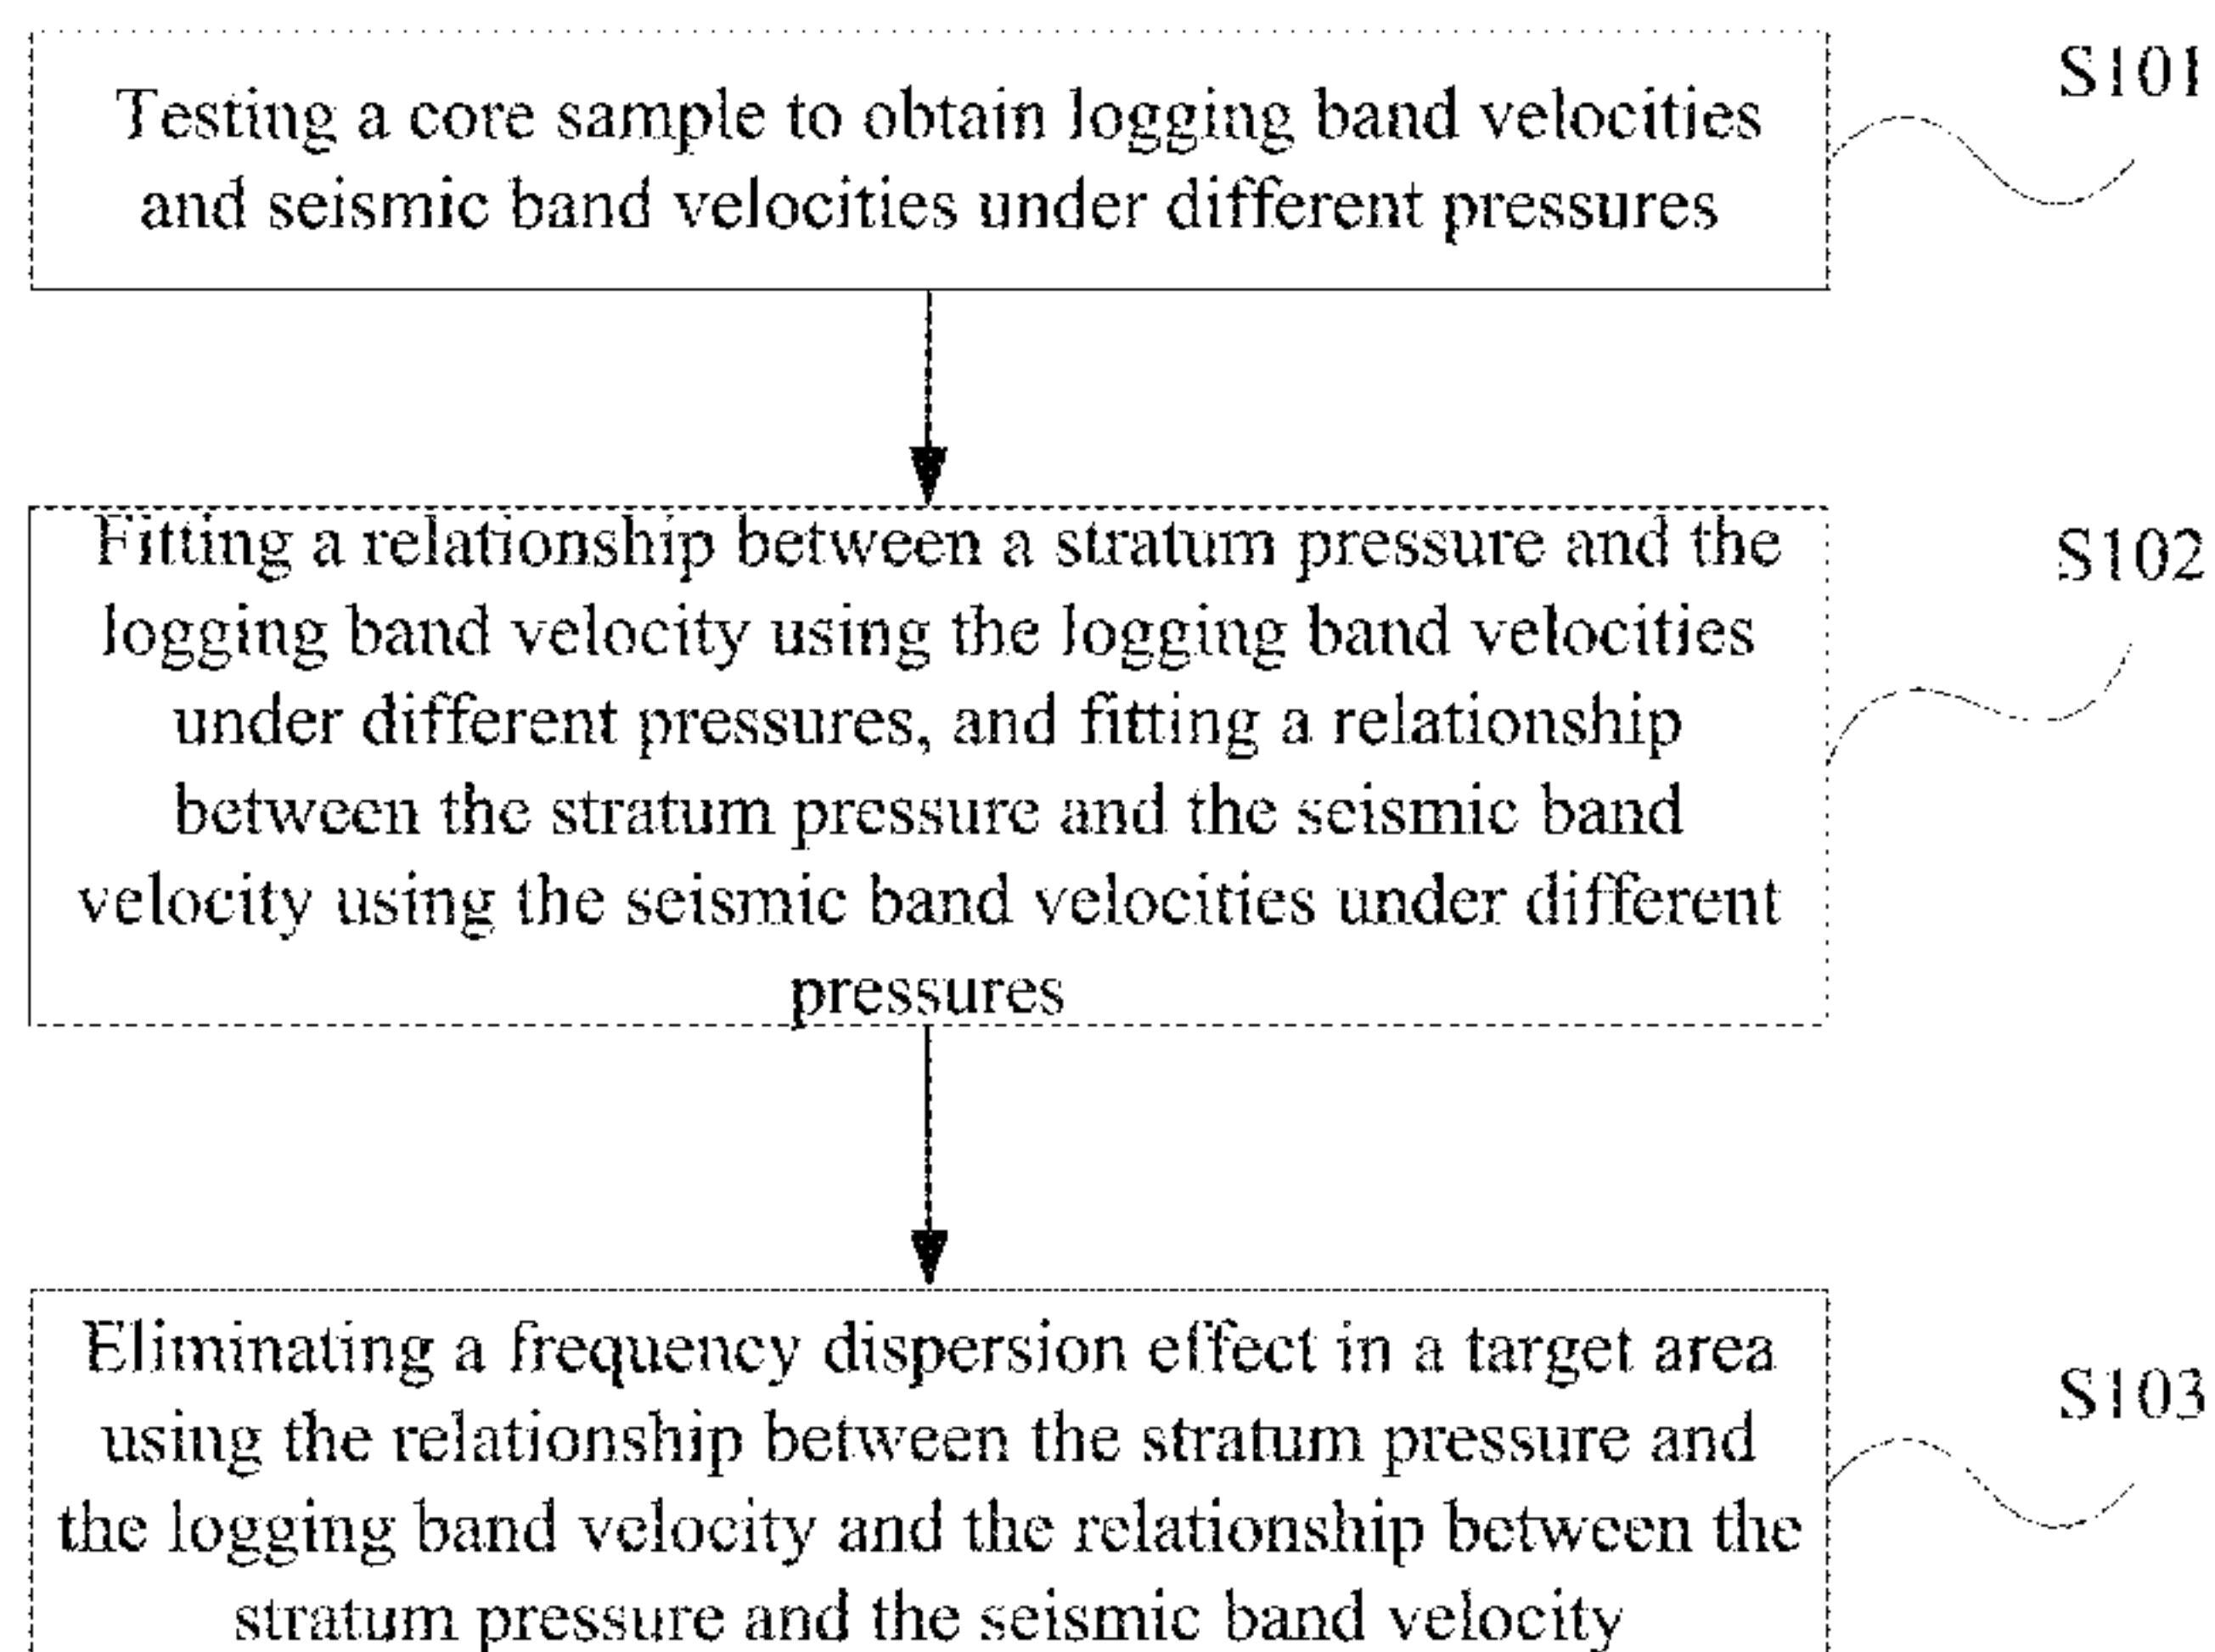 Testing a core sample to obtain logging band velocities
and seismic band velocities under different pressures
S101
Fitting a relationship between a stratum pressure and the
logging band velocity using the logging band velocities
under different pressures, and fitting a relationship
between the stratum pressure and the seismic band
velocity using the seismic band velocities under different
pressures
S102
Eliminating a frequency dispersion effect in a target area
using the relationship between the stratum pressure and
the logging band velocity and the relationship between the
stratum pressure and the seismic band velocity
S103